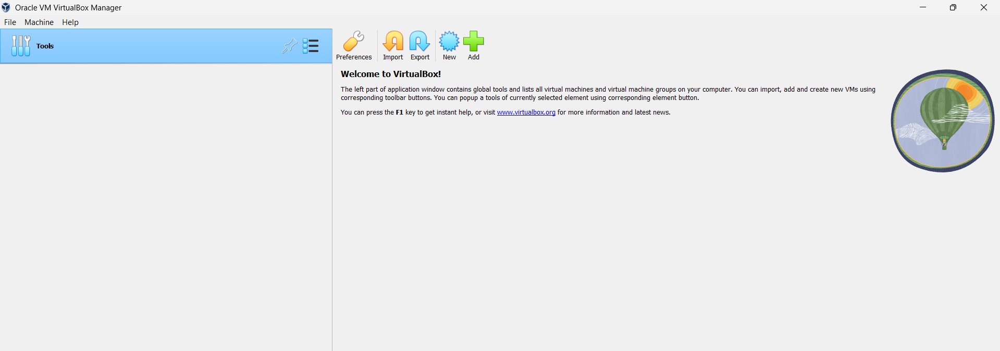 Oracle VM VirtualBox Manager
File Machine Help
Tools
Preferences Import Export New Add
Welcome to VirtualBox!
The left part of application window contains global tools and lists all virtual machines and virtual machine groups on your computer. You can import, add and create new VMs using
corresponding toolbar buttons. You can popup a tools of currently selected element using corresponding element button.
You can press the F1 key to get instant help, or visit www.virtualbox.org for more information and latest news.